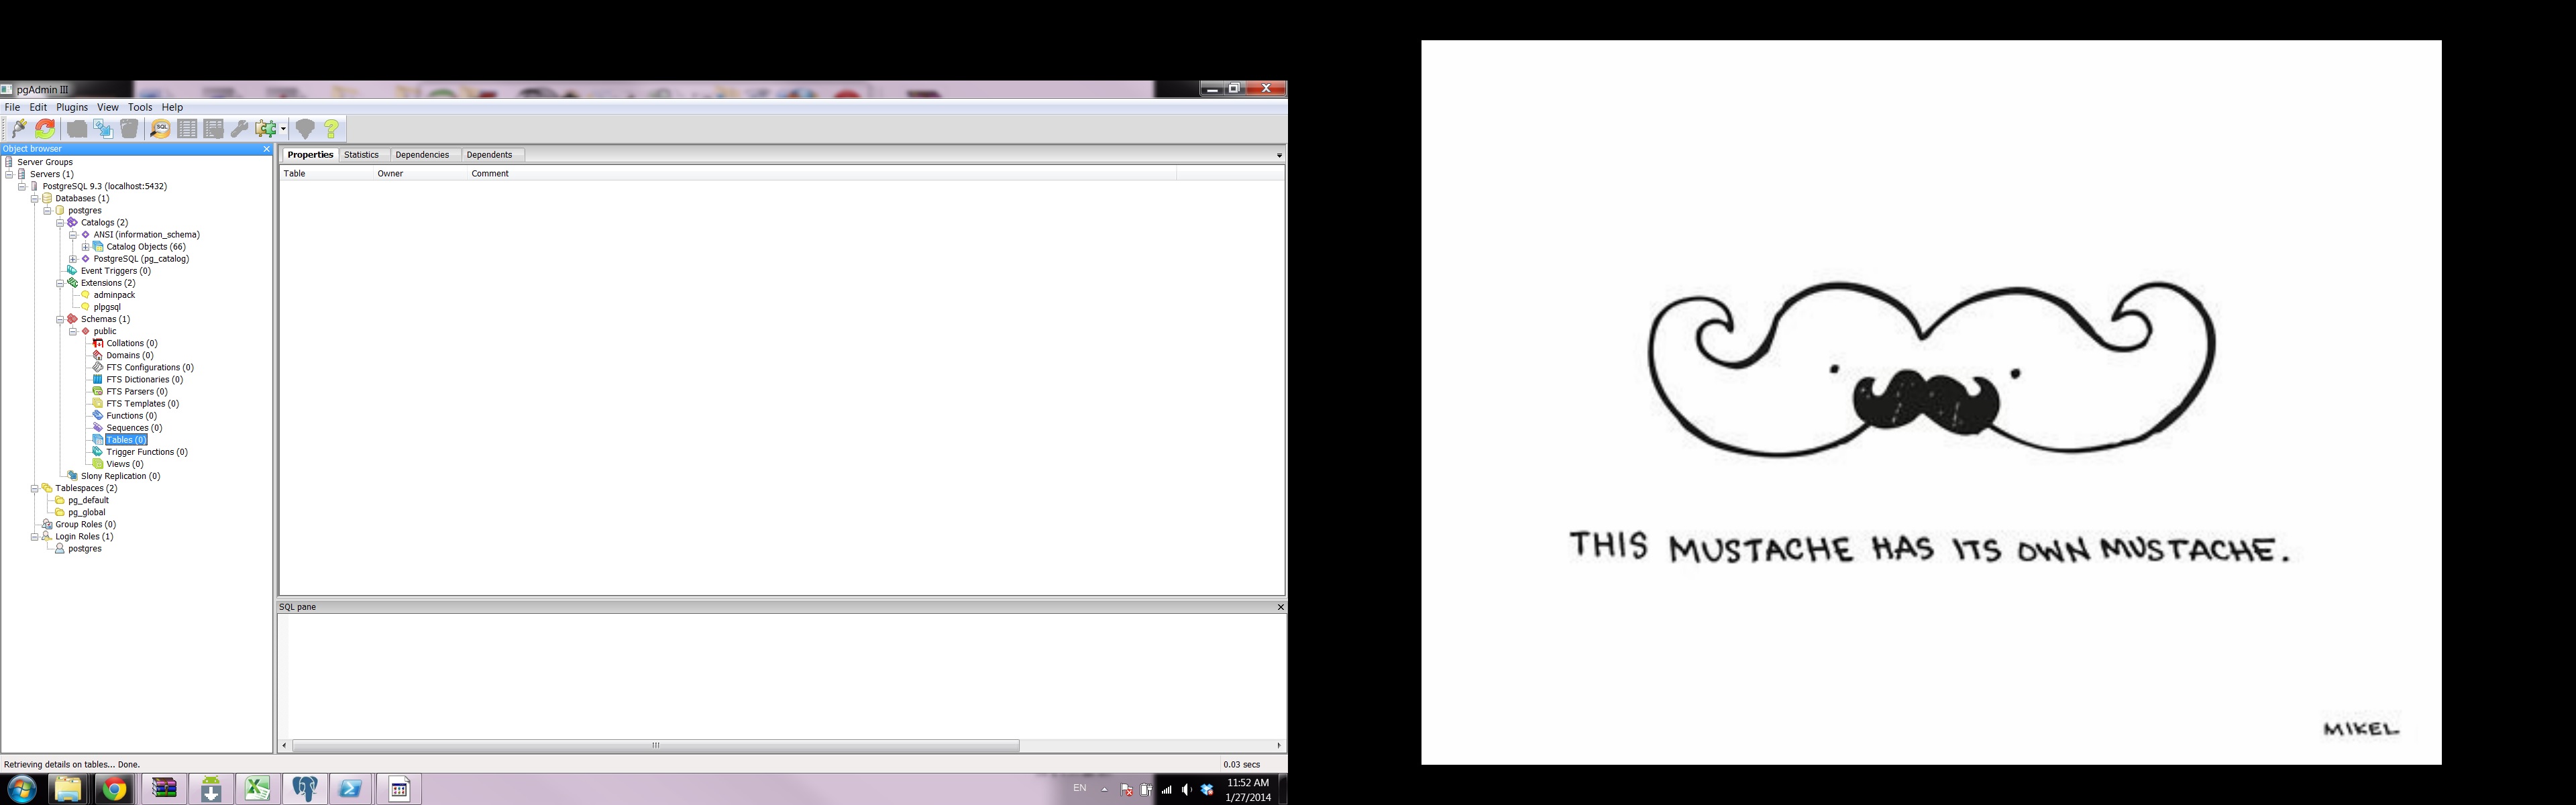 pgAdmin III
File Edit Plugins View Tools Help
SQL
Object browser
Server Groups
Servers (1)
PostgreSQL 9.3 (localhost:5432)
Databases (1)
postgres
Catalogs (2)
ANSI (information_schema)
Catalog Objects (66)
PostgreSQL (pg_catalog)
Event Triggers (0)
Extensions (2)
adminpack
plpgsql
Schemas (1)
public
Collations (0)
Domains (0)
FTS Configurations (0)
FTS Dictionaries (0)
FTS Parsers (0)
FTS Templates (0)
Functions (0)
Sequences (0)
Tables (0)
Trigger Functions (0)
Views (0)
Slony Replication (0)
Tablespaces (2)
pg_default
pg_global
Group Roles (0)
Login Roles (1)
postgres
Properties Statistics Dependencies Dependents
Table Owner Comment
SQL pane
Retrieving details on tables... Done. 0.03 secs
EN
11:52 AM
1/27/2014
THIS MUSTACHE HAS ITS OWN MUSTACHE.
MIKEL